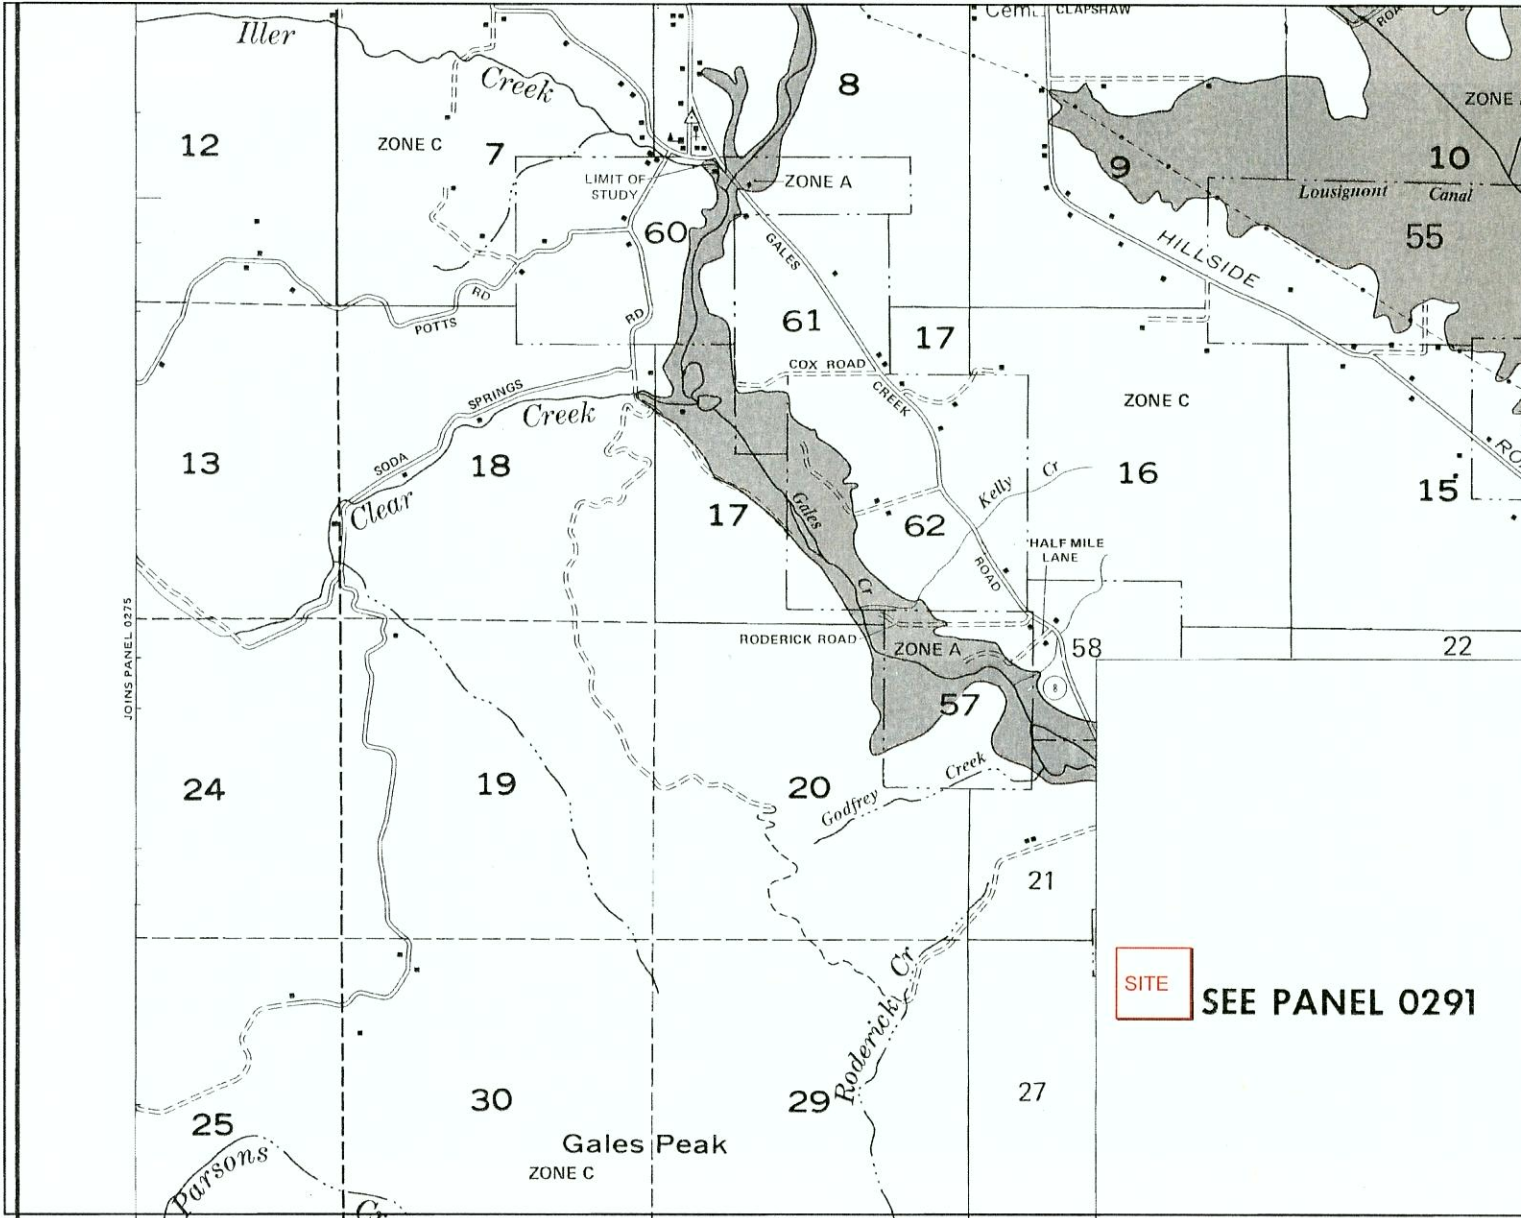 Iller
Creek
Cem.
CLAPSHAW
ROA
8
ZONE
12
ZONE C
7
9
10
LIMIT OF
STUDY
ZONE A
Lousignont Canal
60
GALES
HILLSIDE
55
RD
POTTS
RD
61
17
COX ROAD
SPRINGS
CREEK
ZONE C
Creek
13
SODA
18
Kelly Cr
16
15
RO
Clear
17
Gales
62
HALF MILE
LANE
ROAD
Cr
JOINS PANEL 0275
RODERICK ROAD
ZONE A
58
22
8
57
24
19
20
Godfrey Creek
21
SITE
SEE PANEL 0291
Roderick Cr
30
29
27
25
Gales Peak
Parsons
ZONE C